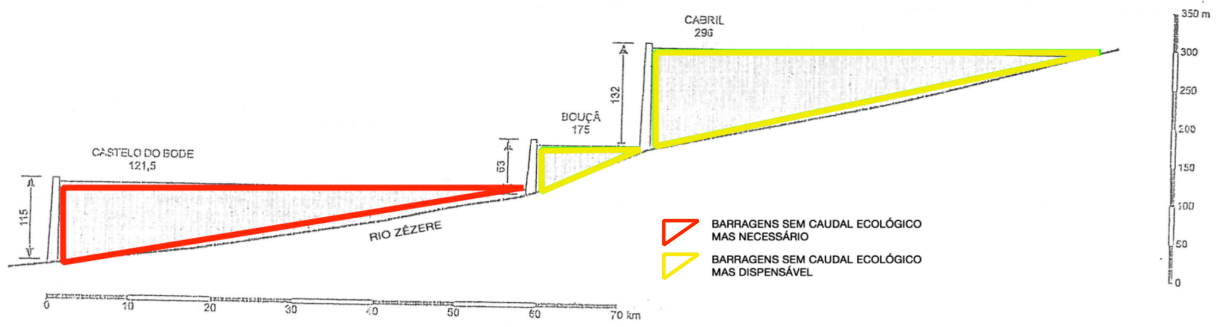 CABRIL
296
350 m
300
250
200
150
100
50
0
132
BOUÇÃ
175
63
CASTELO DO BODE
121,5
115
RIO ZÊZERE
BARRAGENS SEM CAUDAL ECOLÓGICO
MAS NECESSÁRIO
BARRAGENS SEM CAUDAL ECOLÓGICO
MAS DISPENSÁVEL
0 10 20 30 40 50 60 70 km